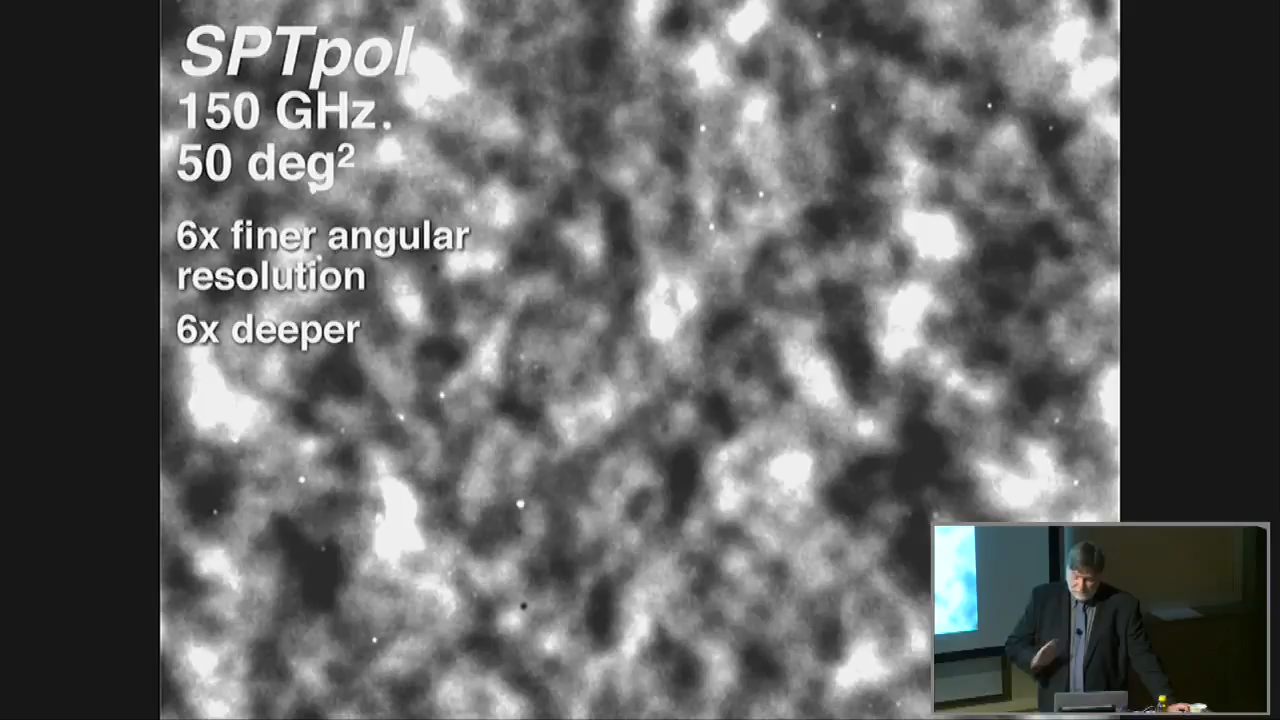 SPTpol
150 GHz
50 deg²
6x finer angular
resolution
6x deeper